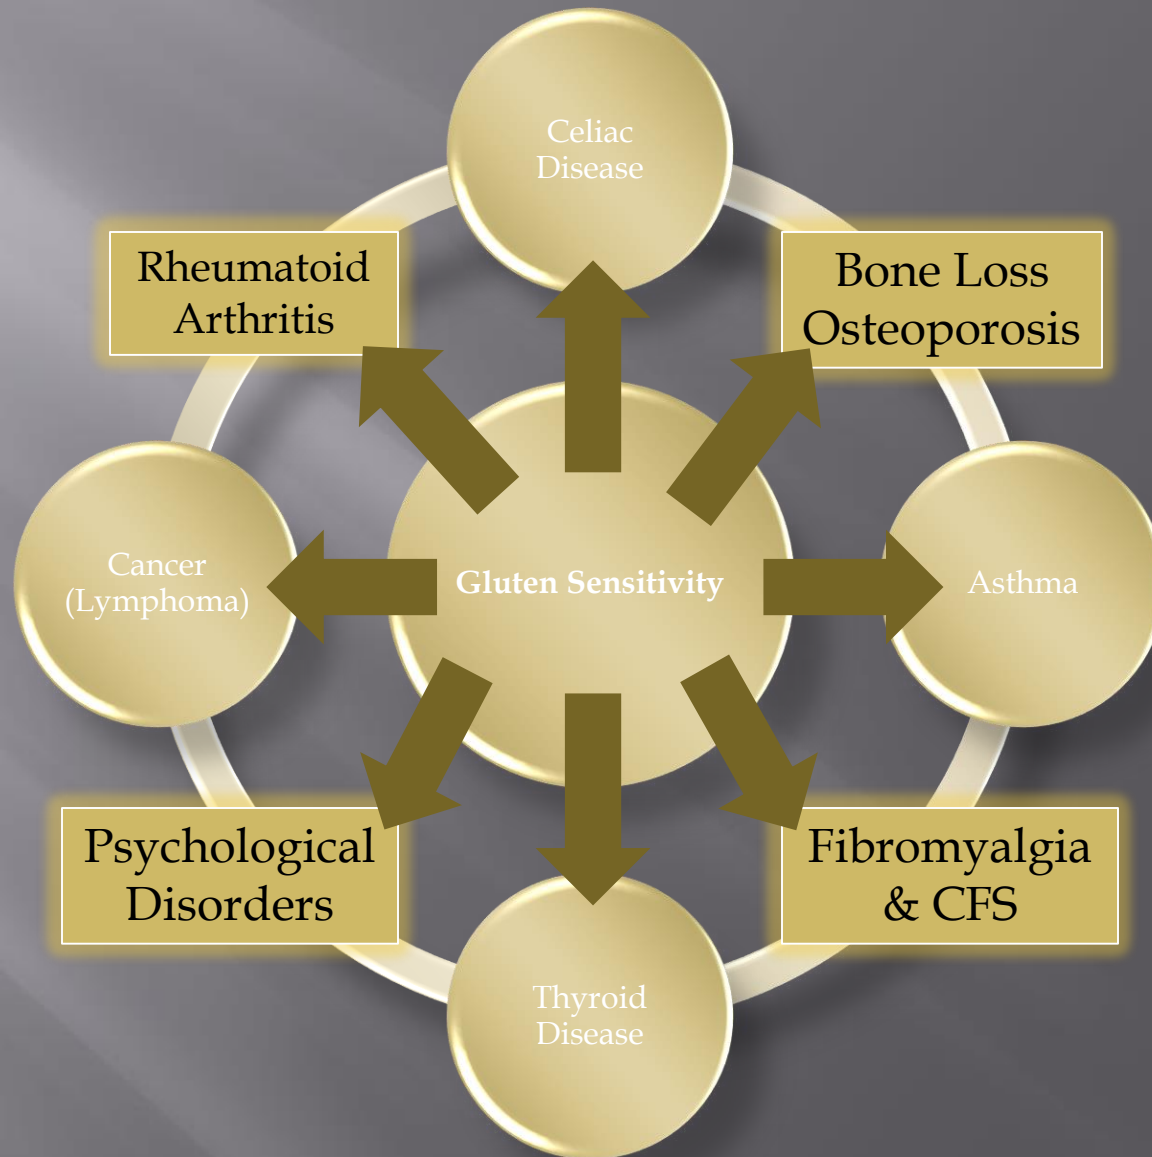 Celiac
Disease
Rheumatoid
Arthritis
Bone Loss
Osteoporosis
Cancer
(Lymphoma)
Gluten Sensitivity
Asthma
Psychological
Disorders
Fibromyalgia
& CFS
Thyroid
Disease